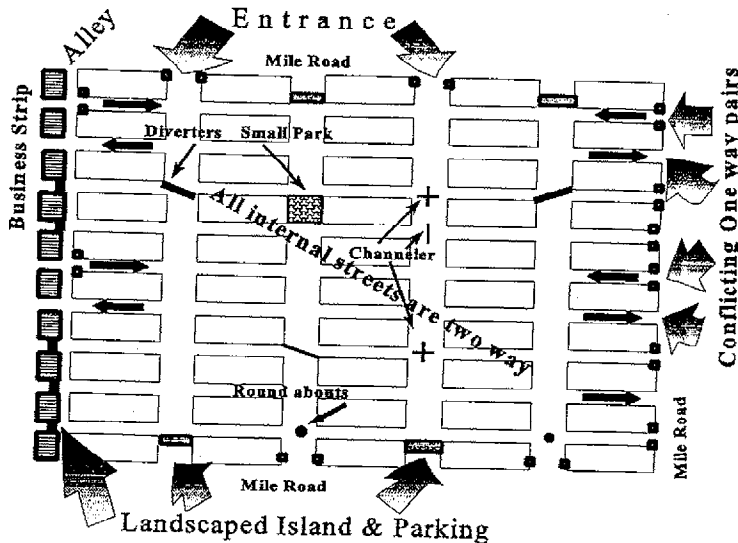 Entrance
Alley
Mile Road
Business Strip
Diverters
Small Park
All internal streets are two way
Channeler
Conflicting One way pairs
Round abouts
Mile Road
Mile Road
Landscaped Island & Parking